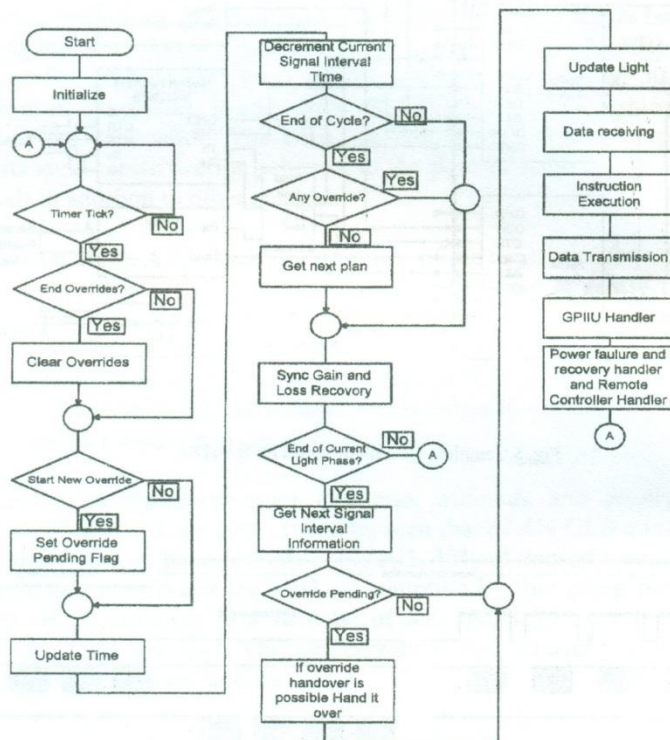 Start
Initialize
A
Timer Tick?
No
Yes
End Overrides?
No
Yes
Clear Overrides
Start New Override
No
Yes
Set Override
Pending Flag
Update Time
Decrement Current
Signal Interval
Time
End of Cycle?
No
Yes
Any Override?
Yes
No
Get next plan
Sync Gain and
Loss Recovery
End of Current
Light Phase?
No
A
Yes
Get Next Signal
Interval
Information
Override Pending?
No
Yes
If override
handover is
possible Hand it
over
Update Light
Data receiving
Instruction
Execution
Data Transmission
GPIIU Handler
Power faulure and
recovery handler
and Remote
Controller Handler
A